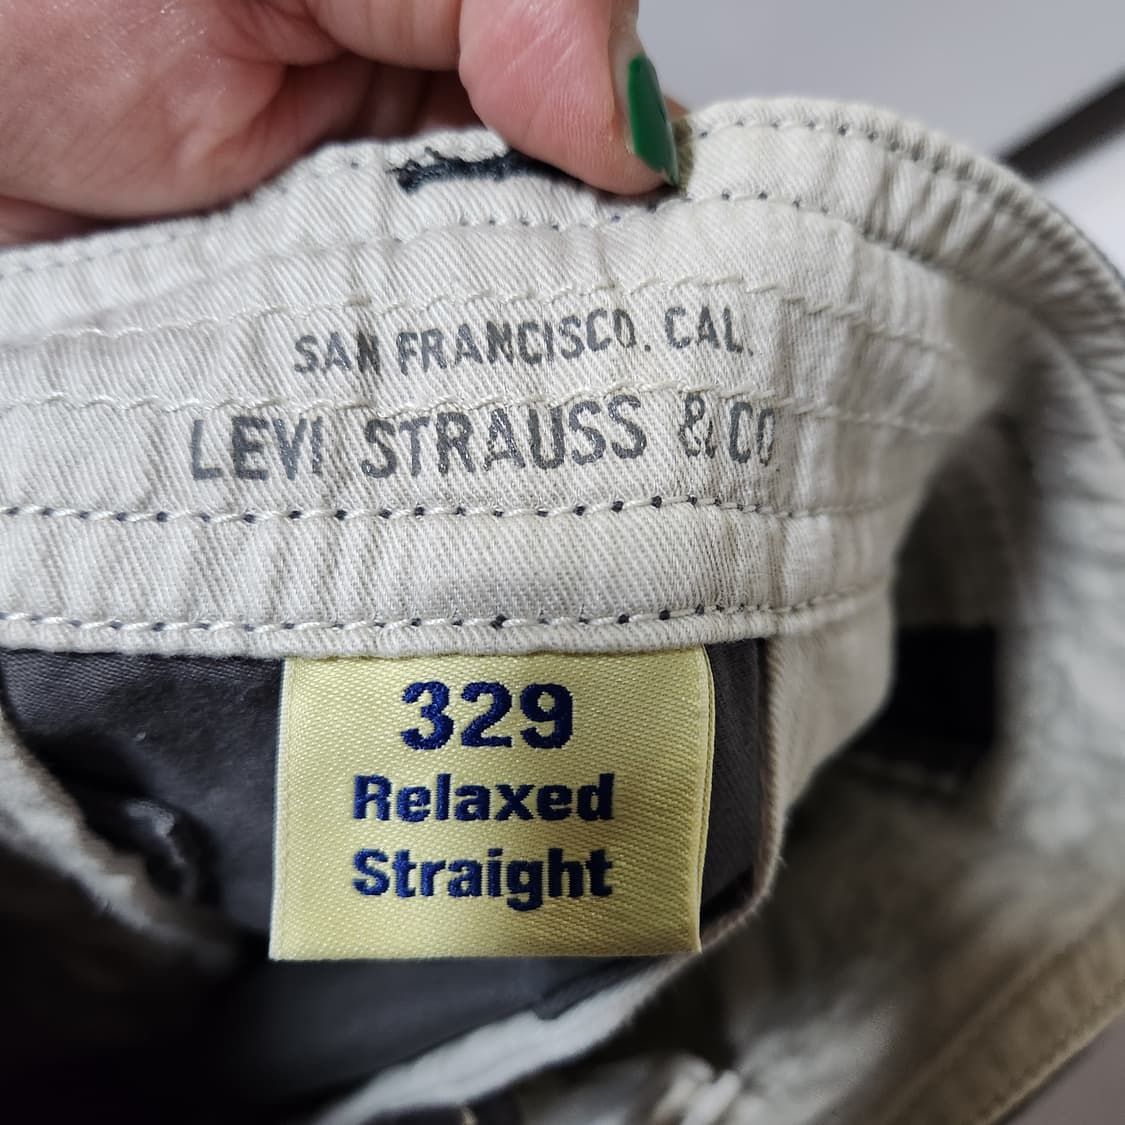 SAN FRANCISCO. CAL.
LEVI STRAUSS & CO
329
Relaxed
Straight